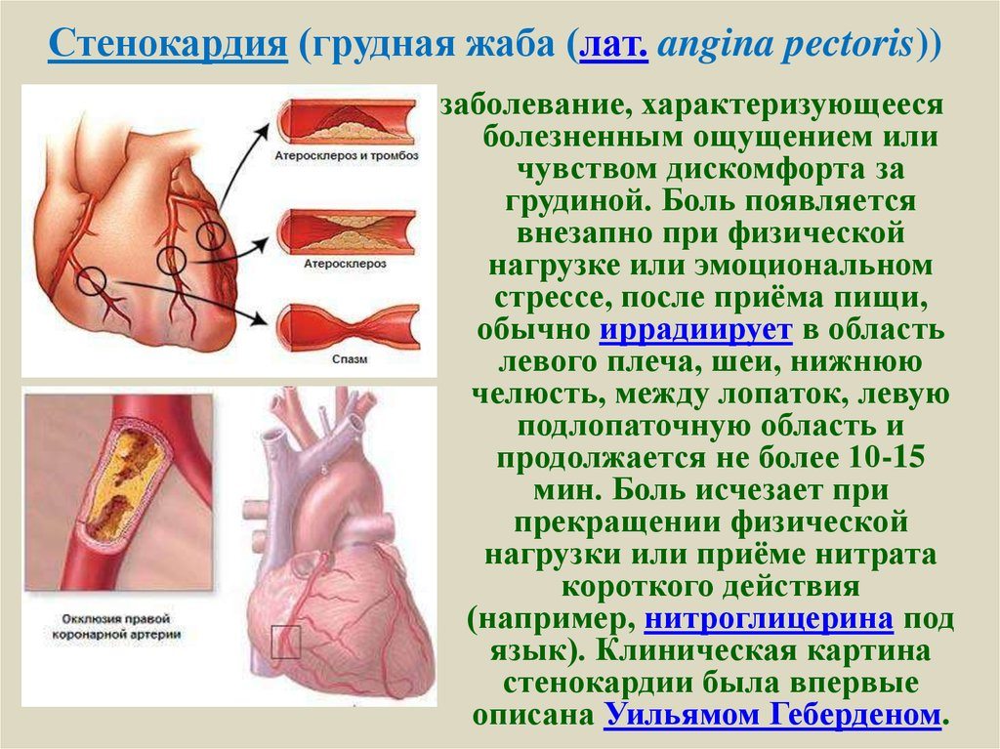 Стенокардия (грудная жаба (лат. angina pectoris))
Атеросклероз и тромбоз
Атеросклероз
Спазм
Окклюзия правой
коронарной артерии
заболевание, характеризующееся
болезненным ощущением или
чувством дискомфорта за
грудиной. Боль появляется
внезапно при физической
нагрузке или эмоциональном
стрессе, после приёма пищи,
обычно иррадиирует в область
левого плеча, шеи, нижнюю
челюсть, между лопаток, левую
подлопаточную область и
продолжается не более 10-15
мин. Боль исчезает при
прекращении физической
нагрузки или приёме нитрата
короткого действия
(например, нитроглицерина под
язык). Клиническая картина
стенокардии была впервые
описана Уильямом Геберденом.